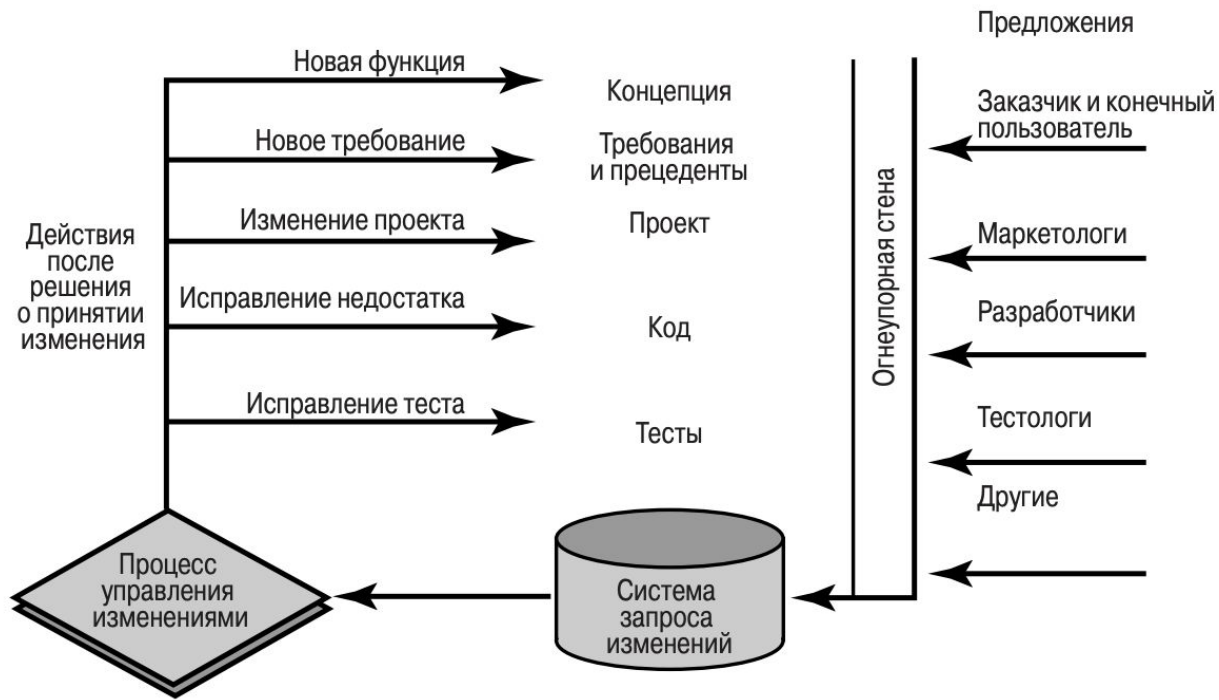 Предложения
Новая функция
Концепция
Заказчик и конечный
пользователь
Новое требование
Требования
и прецеденты
Действия
после
решения
о принятии
изменения
Изменение проекта
Проект
Огнеупорная стена
Маркетологи
Исправление недостатка
Код
Разработчики
Исправление теста
Тесты
Тестологи
Другие
Процесс
управления
изменениями
Система
запроса
изменений